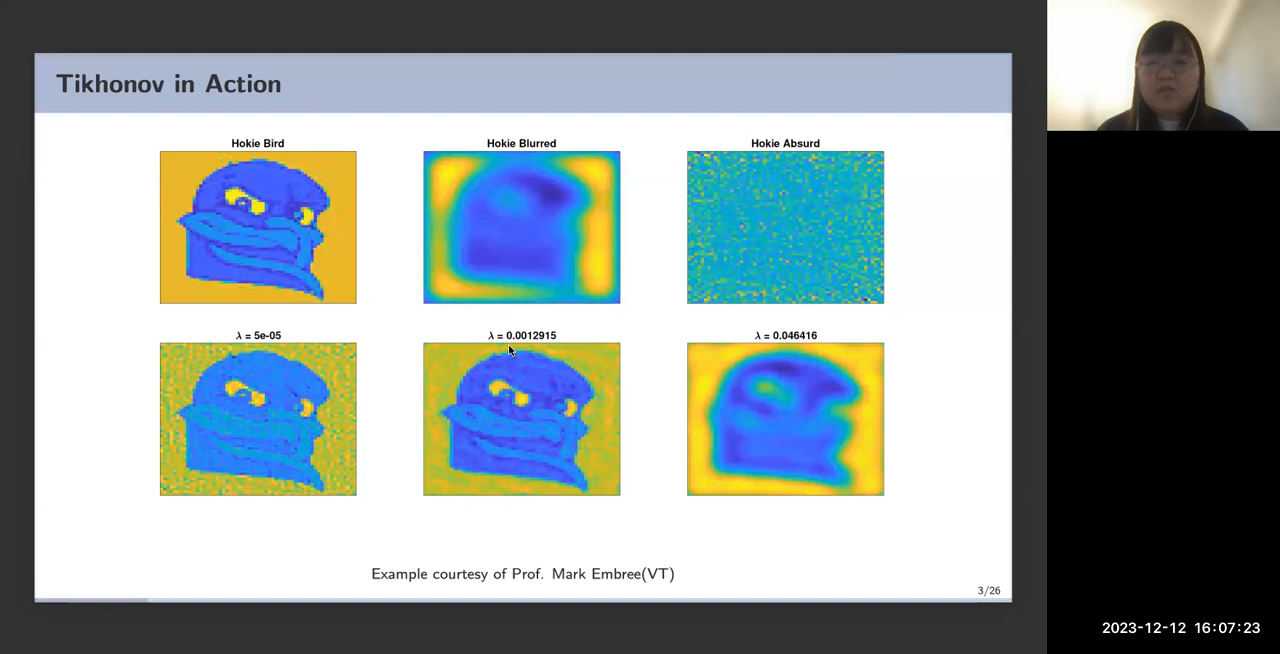 Tikhonov in Action
Hokie Bird
Hokie Blurred
Hokie Absurd
λ = 5e-05
λ = 0.0012915
λ = 0.046416
Example courtesy of Prof. Mark Embree(VT)
3/26
2023-12-12 16:07:23